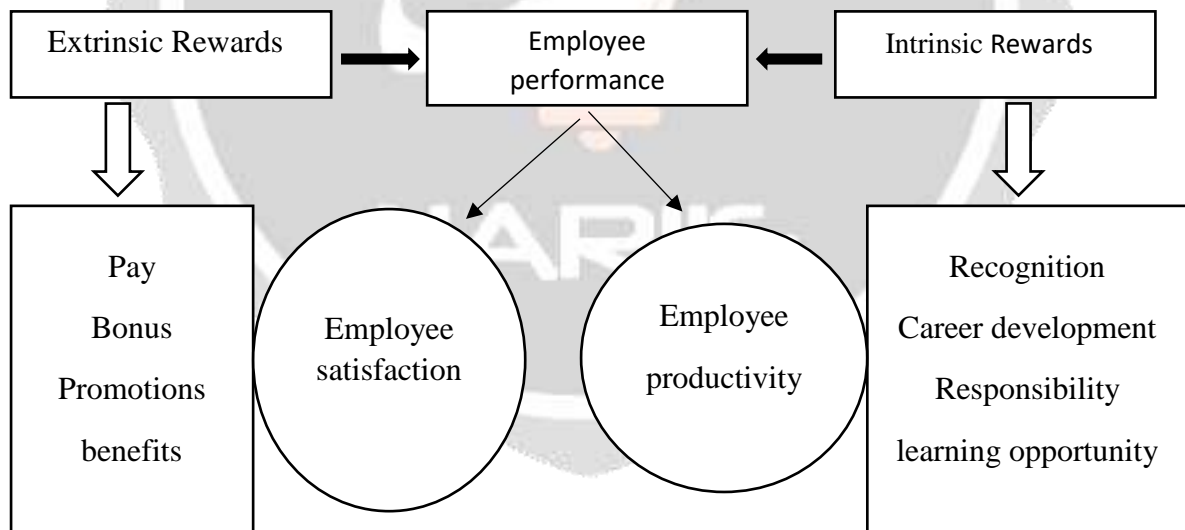 Extrinsic Rewards
Employee
performance
Intrinsic Rewards
Pay
Bonus
Promotions
benefits
Employee
satisfaction
Employee
productivity
Recognition
Career development
Responsibility
learning opportunity